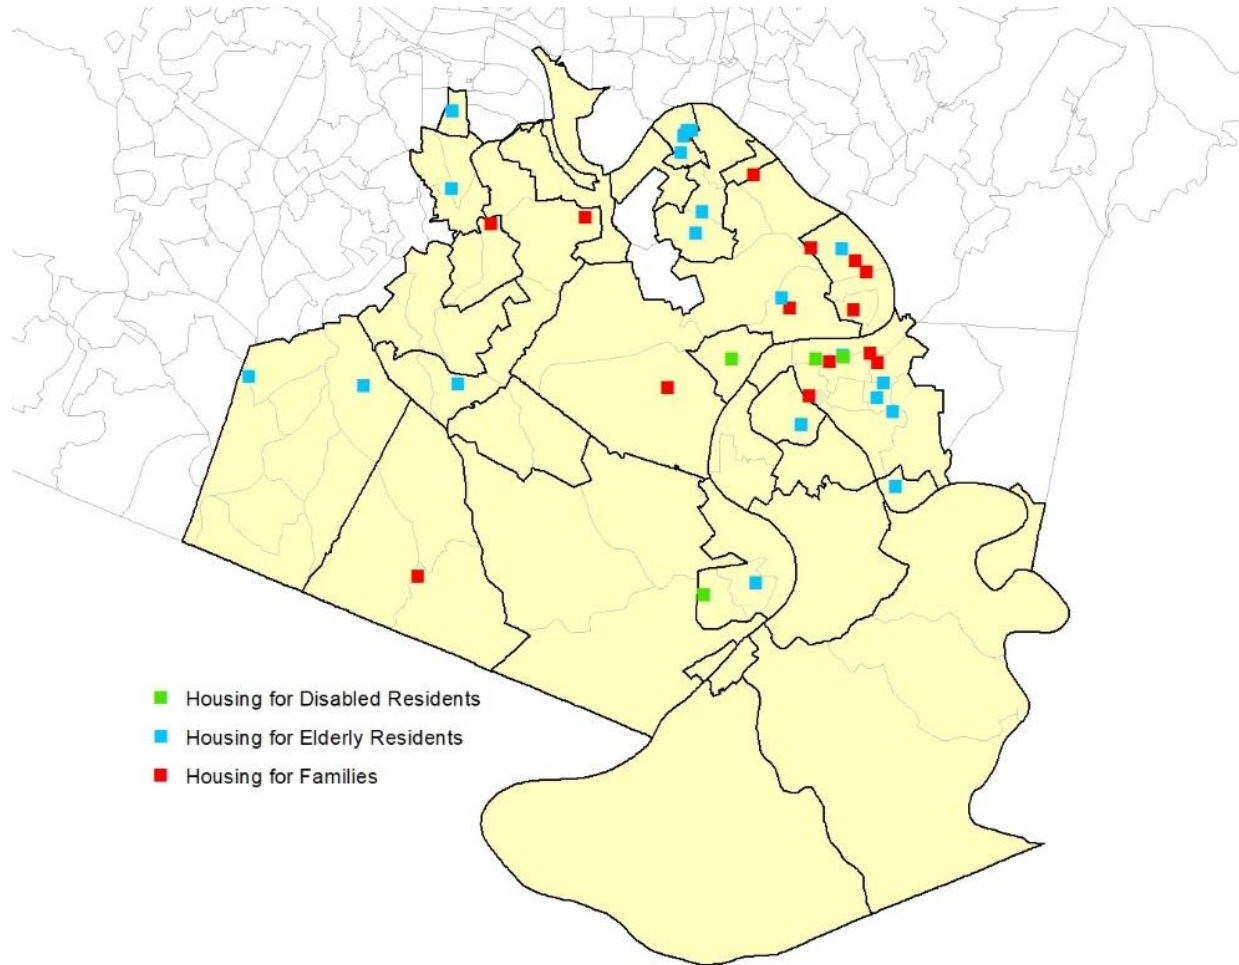 Housing for Disabled Residents
Housing for Elderly Residents
Housing for Families